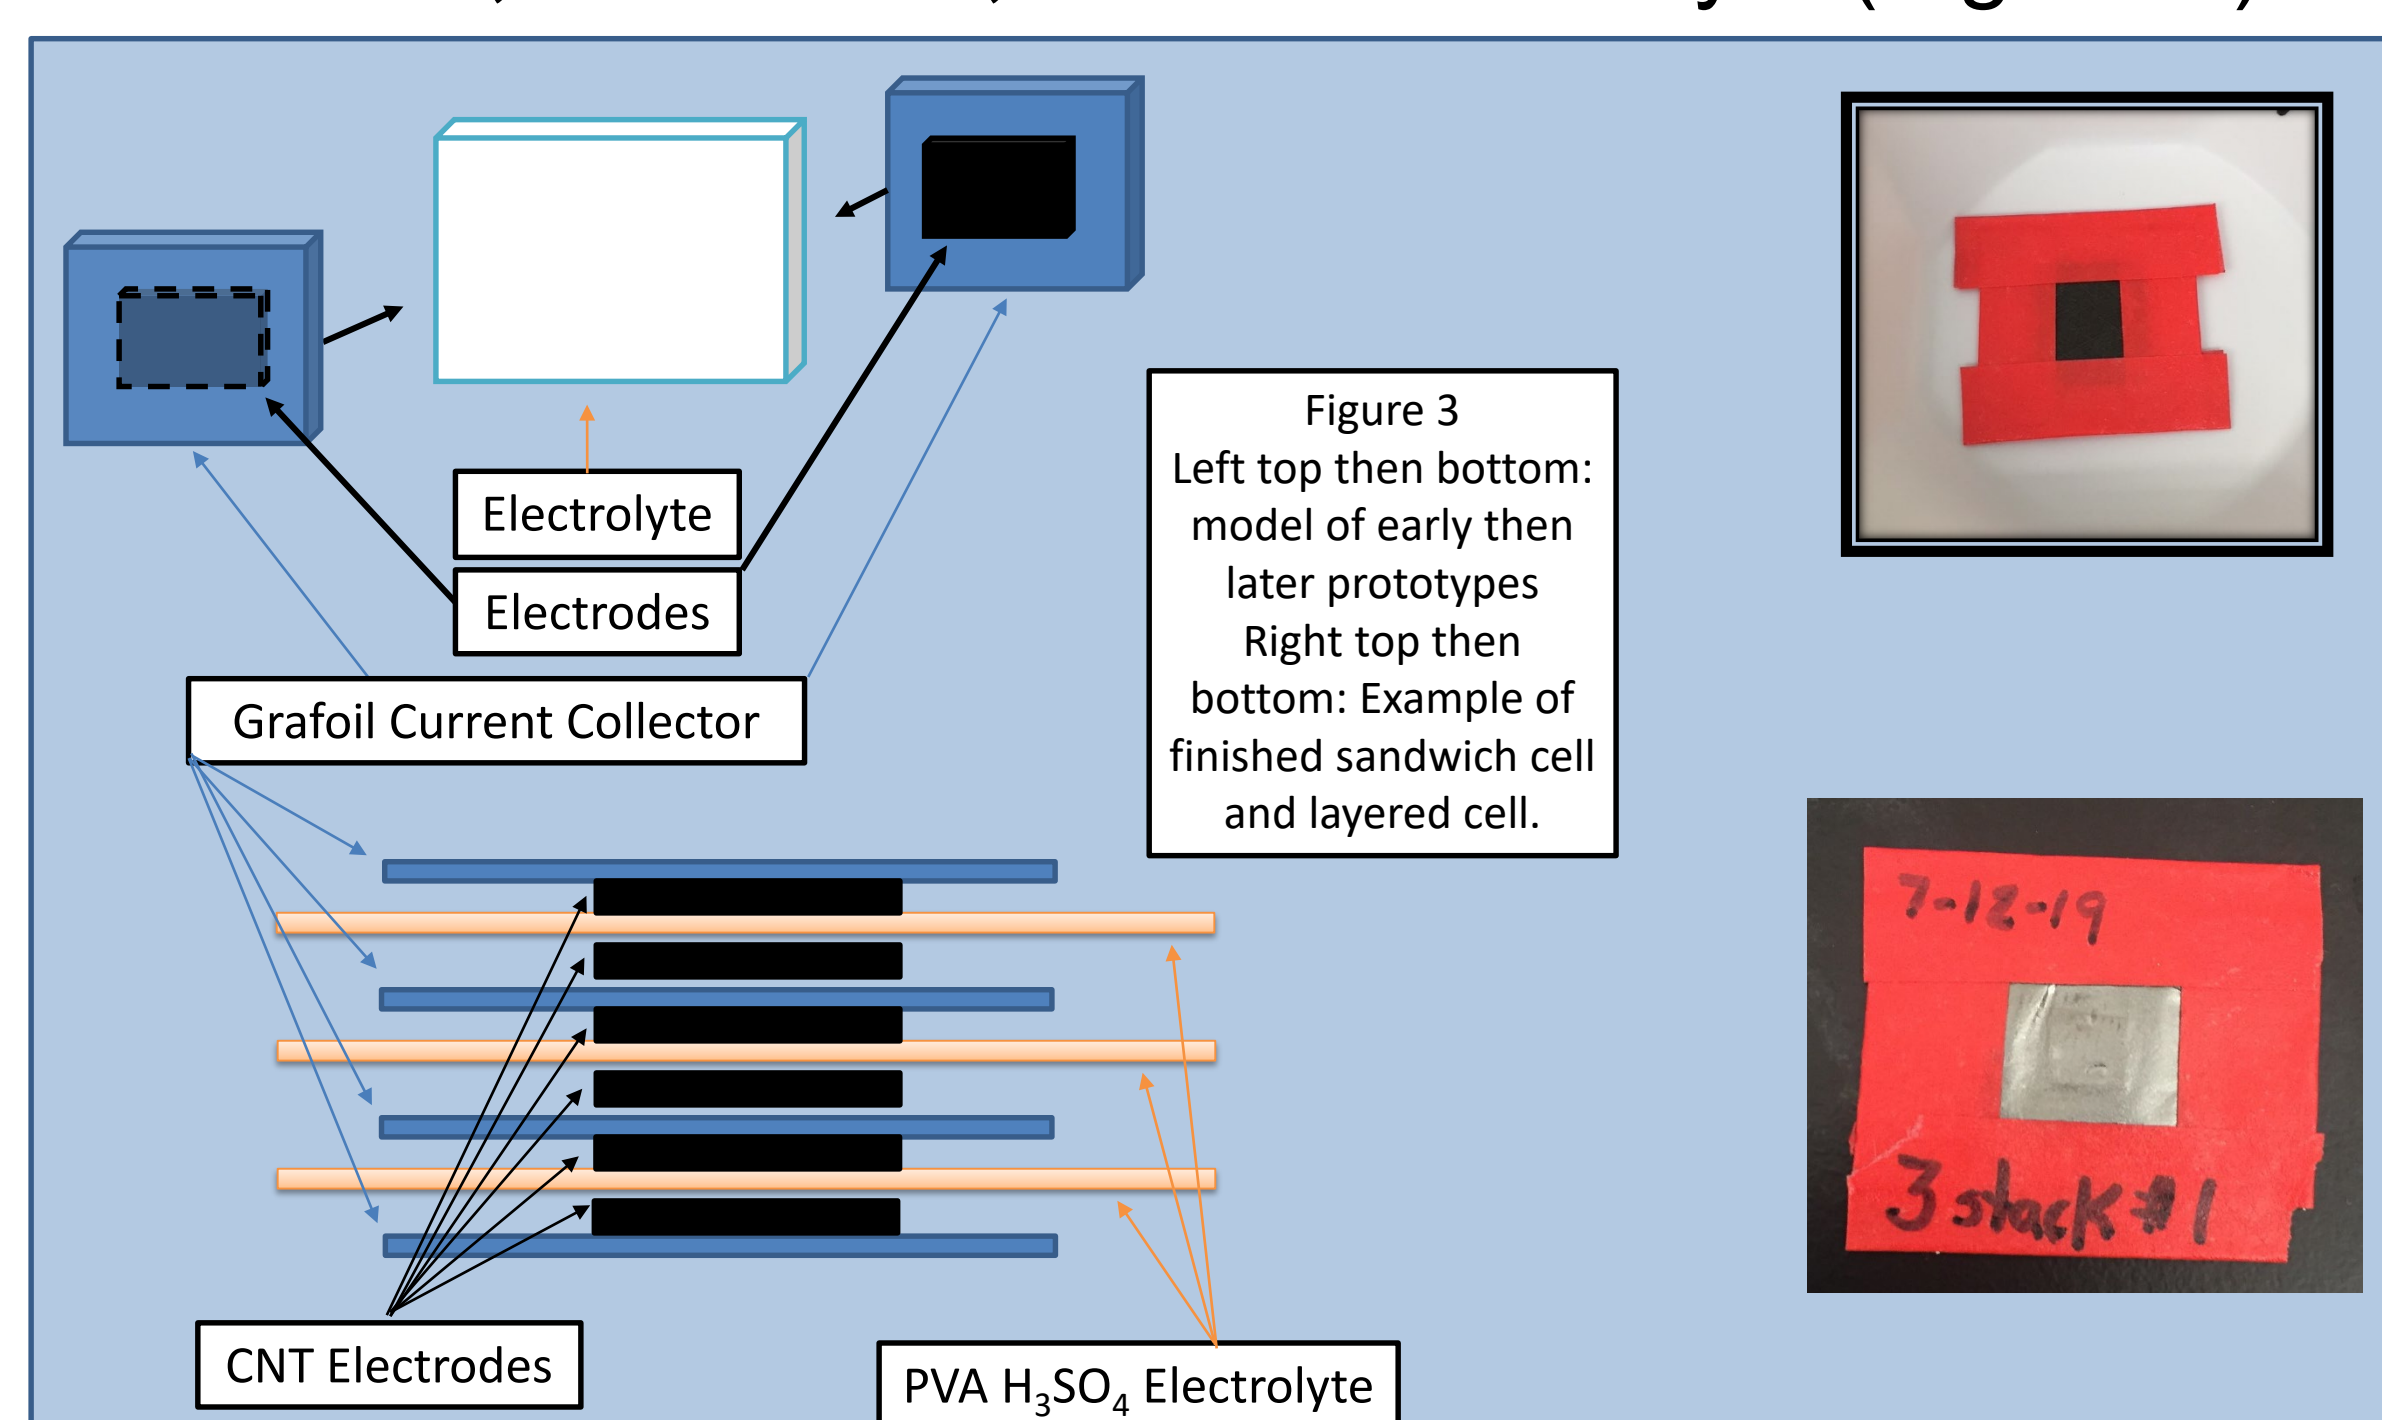 Electrolyte
Electrodes
Grafoil Current Collector
Figure 3
Left top then bottom:
model of early then
later prototypes
Right top then
bottom: Example of
finished sandwich cell
and layered cell.
7-12-19
3 stack #1
CNT Electrodes
PVA H₃SO₄ Electrolyte